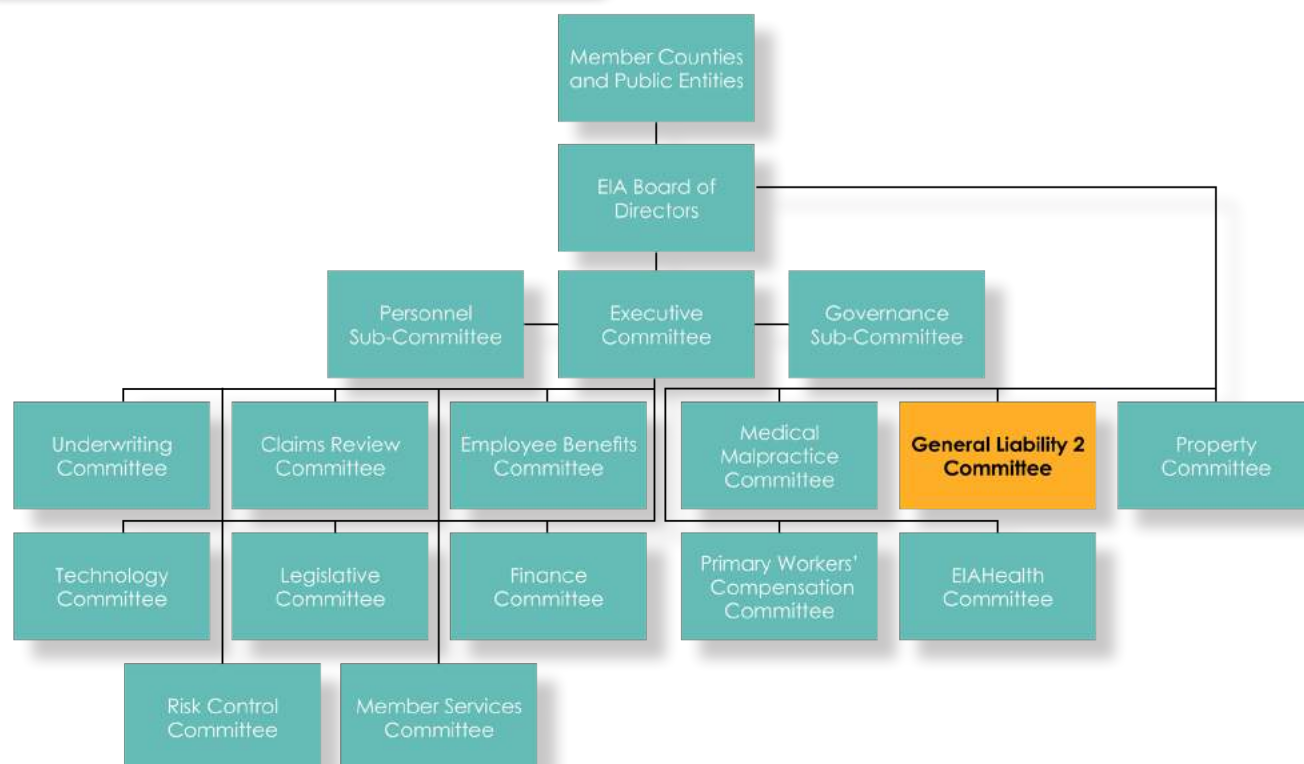 Member Counties
and Public Entities
EIA Board of
Directors
Personnel
Sub-Committee
Executive
Committee
Governance
Sub-Committee
Underwriting
Committee
Claims Review
Committee
Employee Benefits
Committee
Medical
Malpractice
Committee
General Liability 2
Committee
Property
Committee
Technology
Committee
Legislative
Committee
Finance
Committee
Primary Workers'
Compensation
Committee
EIAHealth
Committee
Risk Control
Committee
Member Services
Committee